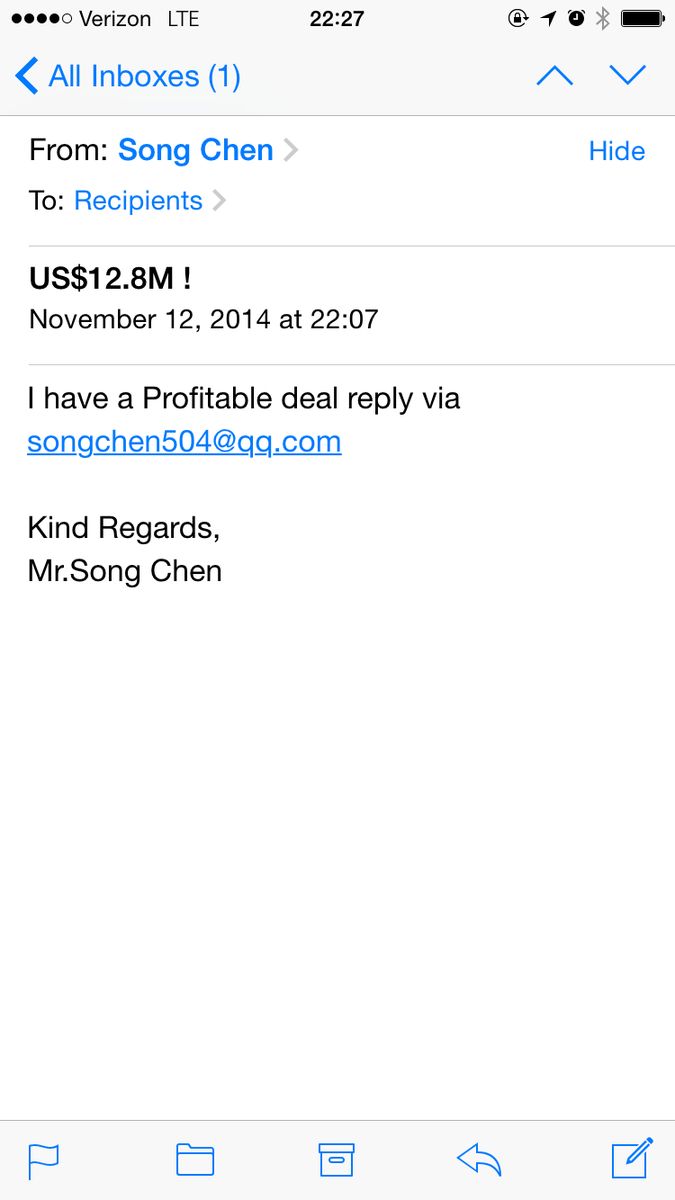 Verizon LTE 22:27
All Inboxes (1)
From: Song Chen Hide
To: Recipients
US$12.8M !
November 12, 2014 at 22:07
I have a Profitable deal reply via
songchen504@qq.com
Kind Regards,
Mr.Song Chen